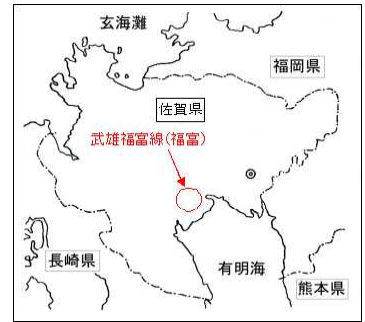 玄海灘
福岡県
佐賀県
武雄福富線(福富)
長崎県
有明海
熊本県